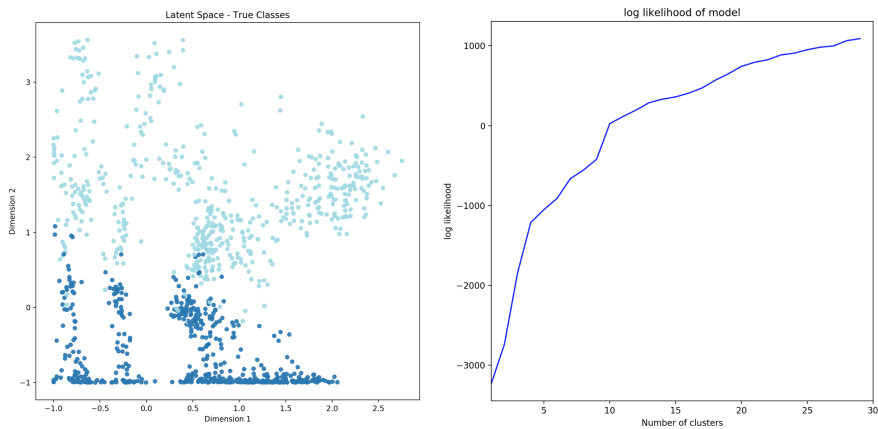 Latent Space - True Classes
3
2
1
0
−1
Dimension 2
−1.0 −0.5 0.0 0.5 1.0 1.5 2.0 2.5
Dimension 1
log likelihood of model
1000
0
−1000
−2000
−3000
log likelihood
5 10 15 20 25 30
Number of clusters